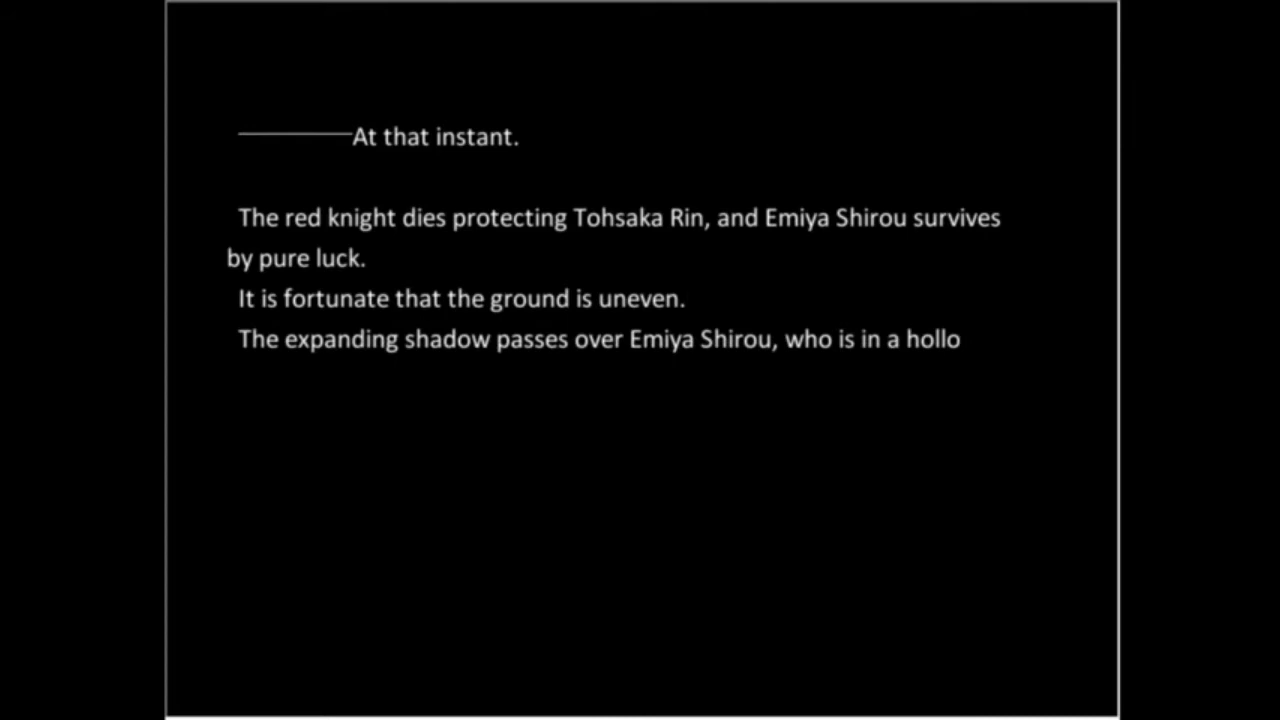 ————At that instant.
The red knight dies protecting Tohsaka Rin, and Emiya Shirou survives
by pure luck.
It is fortunate that the ground is uneven.
The expanding shadow passes over Emiya Shirou, who is in a hollo